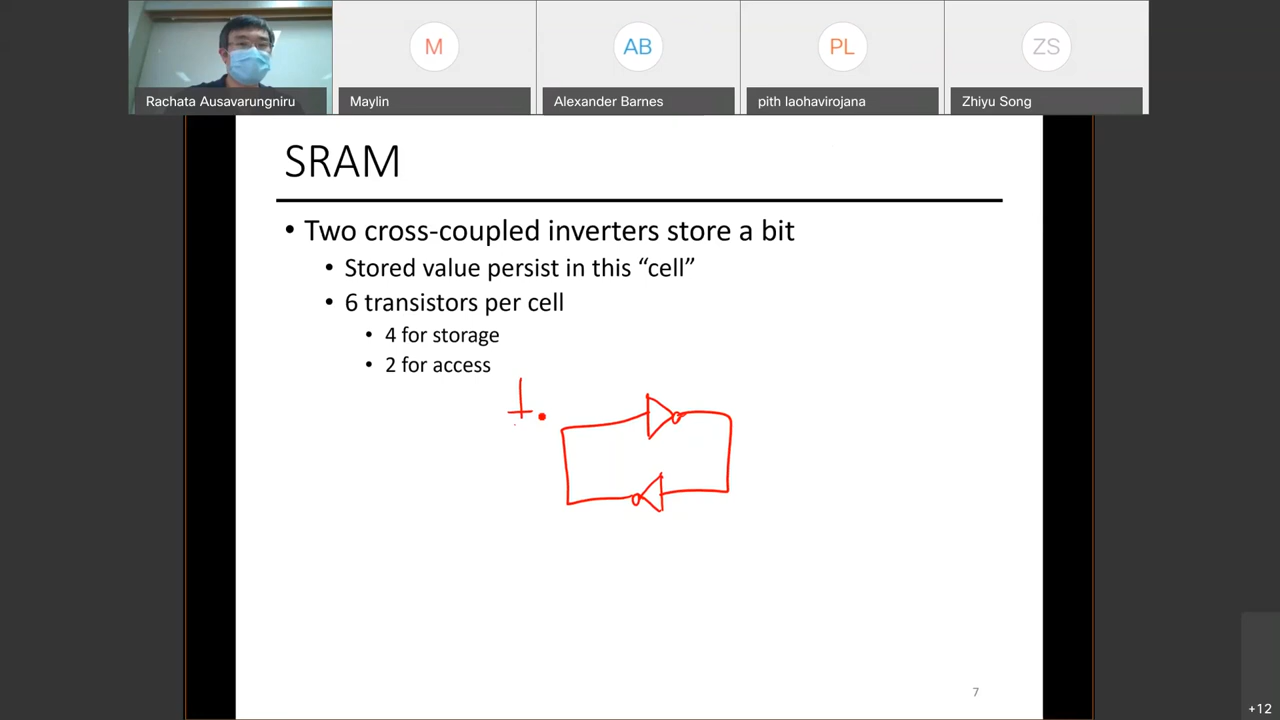 M
AB
PL
ZS
Rachata Ausavarungniru
Maylin
Alexander Barnes
pith laohavirojana
Zhiyu Song
SRAM
• Two cross-coupled inverters store a bit
• Stored value persist in this “cell”
• 6 transistors per cell
• 4 for storage
• 2 for access
7
+12